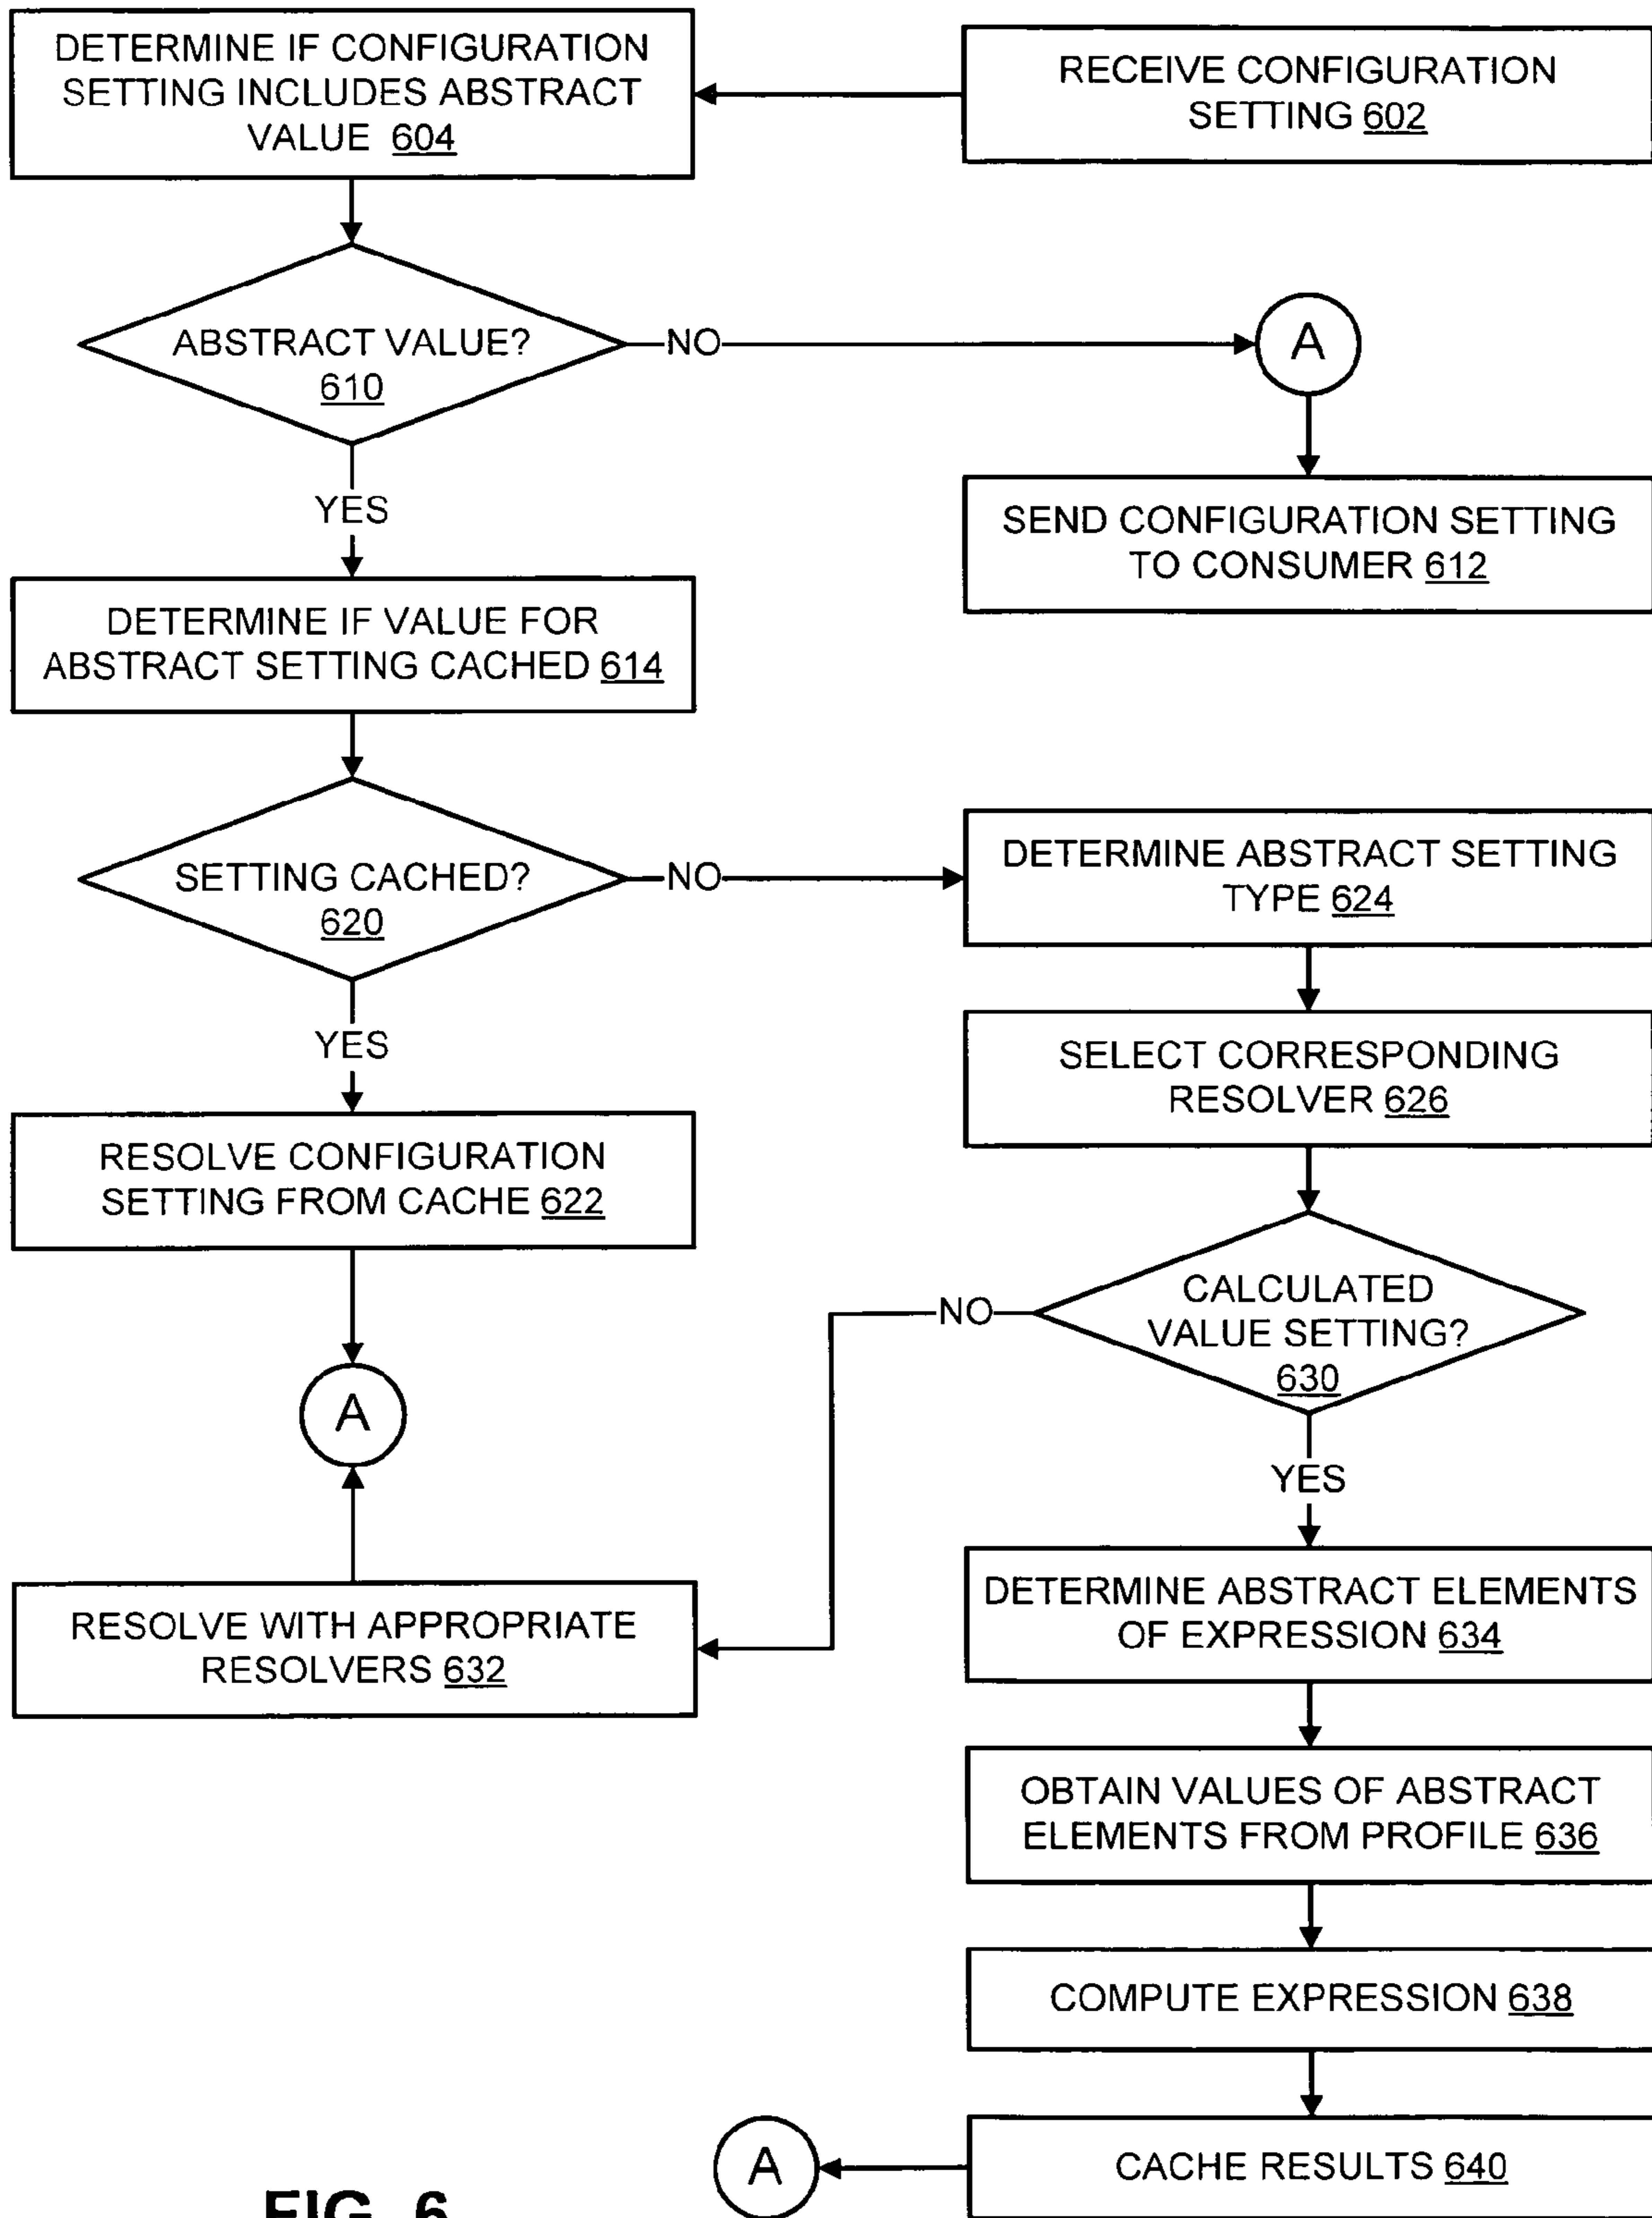 DETERMINE IF CONFIGURATION
SETTING INCLUDES ABSTRACT
VALUE 604
RECEIVE CONFIGURATION
SETTING 602
ABSTRACT VALUE?
610
NO
A
YES
SEND CONFIGURATION SETTING
TO CONSUMER 612
DETERMINE IF VALUE FOR
ABSTRACT SETTING CACHED 614
SETTING CACHED?
620
NO
DETERMINE ABSTRACT SETTING
TYPE 624
YES
SELECT CORRESPONDING
RESOLVER 626
RESOLVE CONFIGURATION
SETTING FROM CACHE 622
CALCULATED
VALUE SETTING?
630
NO
A
YES
RESOLVE WITH APPROPRIATE
RESOLVERS 632
DETERMINE ABSTRACT ELEMENTS
OF EXPRESSION 634
OBTAIN VALUES OF ABSTRACT
ELEMENTS FROM PROFILE 636
COMPUTE EXPRESSION 638
CACHE RESULTS 640
A
FIG. 6